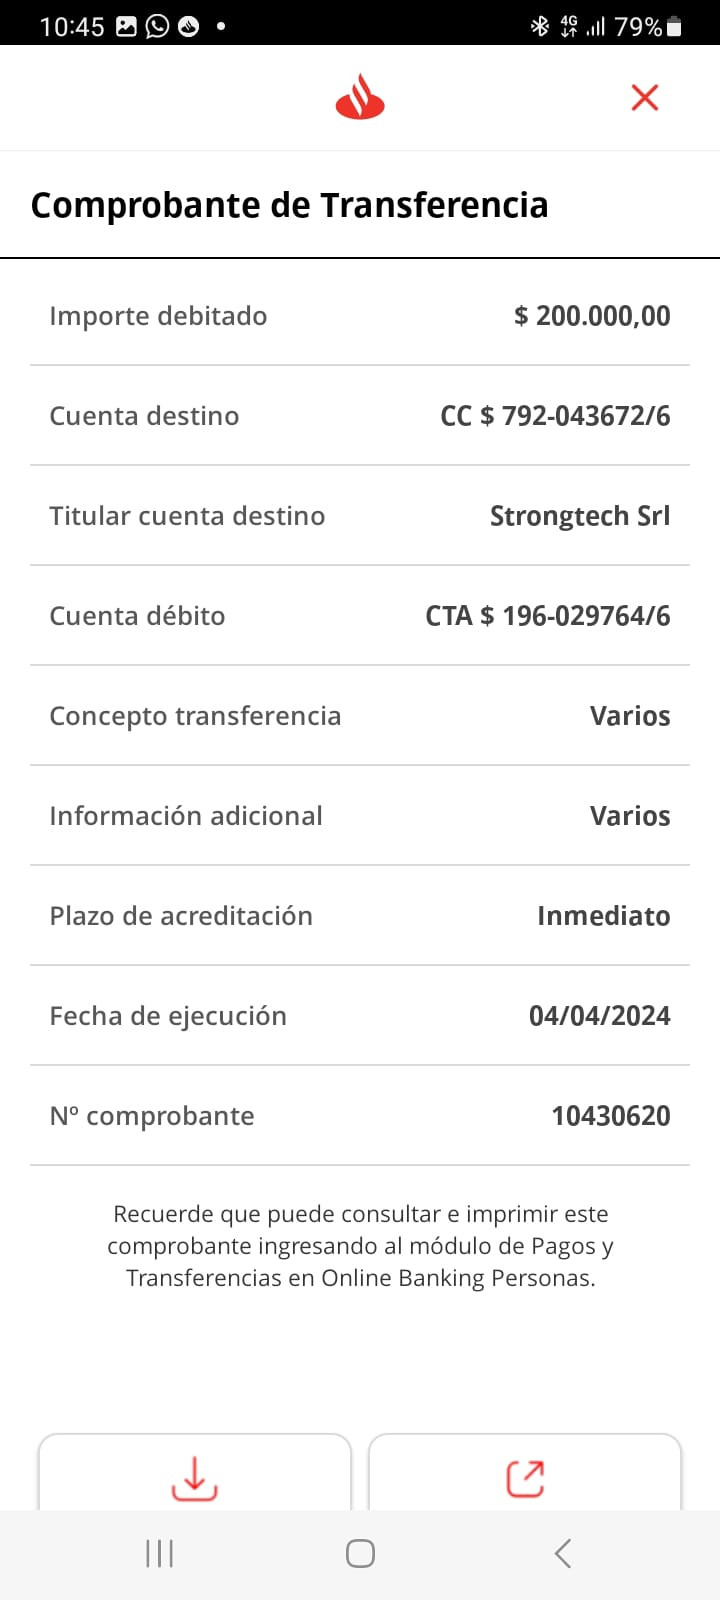 10:45 4G 79%
Comprobante de Transferencia
Importe debitado $ 200.000,00
Cuenta destino CC $ 792-043672/6
Titular cuenta destino Strongtech Srl
Cuenta débito CTA $ 196-029764/6
Concepto transferencia Varios
Información adicional Varios
Plazo de acreditación Inmediato
Fecha de ejecución 04/04/2024
Nº comprobante 10430620
Recuerde que puede consultar e imprimir este
comprobante ingresando al módulo de Pagos y
Transferencias en Online Banking Personas.